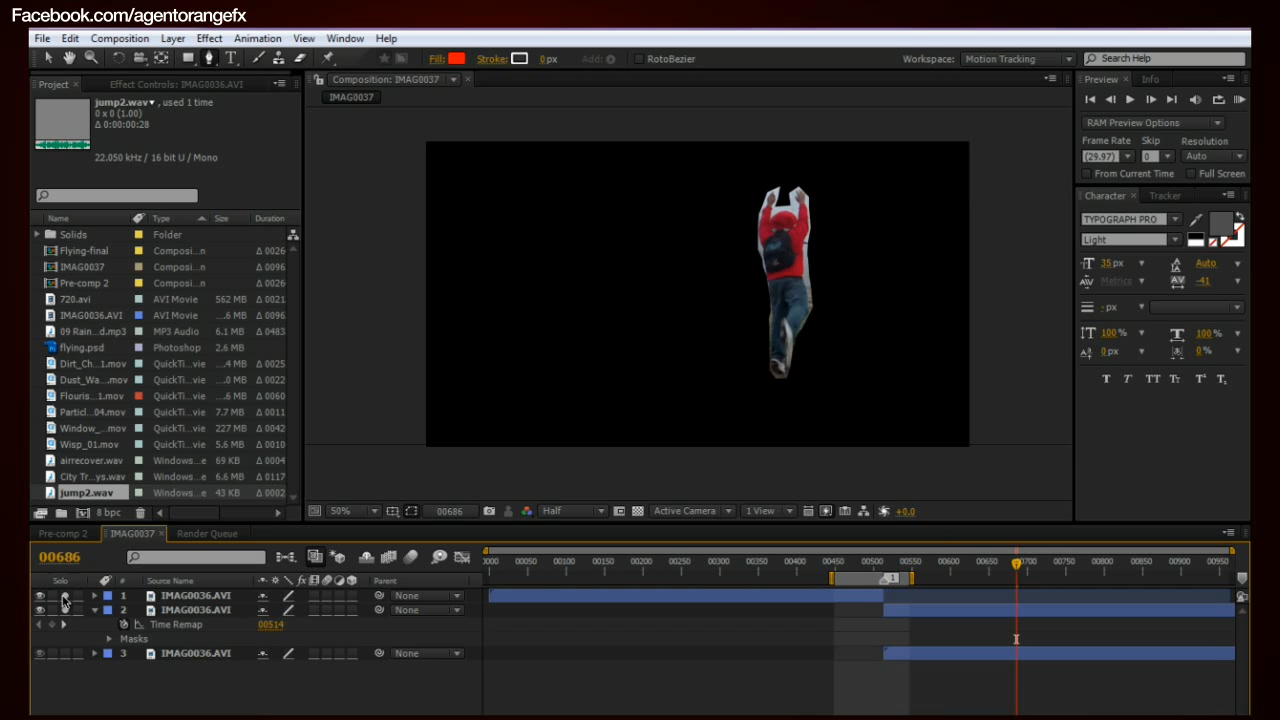 Facebook.com/agentorangefx
File Edit Composition Layer Effect Animation View Window Help
Fill: Stroke: 0 px Add: RotoBezier Workspace: Motion Tracking Search Help
Project Effect Controls: IMAG0036.AVI Composition: IMAG0037 Preview Info
jump2.wav , used 1 time
0 x 0 (1.00)
Δ 0:00:00:28
22.050 kHz / 16 bit U / Mono
IMAG0037
RAM Preview Options
Frame Rate Skip Resolution
(29.97) 0 Auto
From Current Time Full Screen
Character Tracker
TYPOGRAPH PRO
Light
35 px Auto
Metrics -41
- px
100 % 100 %
0 px 0 %
T T TT Tт T¹ T₁
Name Type Size Duration
Solids Folder
Flying-final Composi...n Δ 0026
IMAG0037 Composi...n Δ 0096
Pre-comp 2 Composi...n Δ 0026
720.avi AVI Movie 562 MB Δ 0021
IMAG0036.AVI AVI Movie ....6 MB Δ 0096
09 Rain...d.mp3 MP3 Audio 6.1 MB Δ 0483
flying.psd Photoshop 2.6 MB
Dirt_Ch...1.mov QuickTi...vie ...4 MB Δ 0025
Dust_Wa...mov QuickTi...vie ...0 MB Δ 0022
Flouris...1.mov QuickTi...vie ...6 MB Δ 0060
Particl...04.mov QuickTi...vie 7.7 MB Δ 0011
Window_...mov QuickTi...vie 227 MB Δ 0042
Wisp_01.mov QuickTi...vie 5.6 MB Δ 0010
airrecover.wav Windows...e 69 KB Δ 0004
City Tr...ys.wav Windows...e 6.6 MB Δ 0117
jump2.wav Windows...e 43 KB Δ 0002
8 bpc 50% 00686 Half Active Camera 1 View +0.0
Pre-comp 2 IMAG0037 Render Queue
00686
0000 00050 00100 00150 00200 00250 00300 00350 00400 00450 00500 00550 00600 00650 00700 00750 00800 00850 00900 00950
Solo # Source Name fx Parent 1
1 IMAG0036.AVI None
2 IMAG0036.AVI None
Time Remap 00514
Masks
3 IMAG0036.AVI None